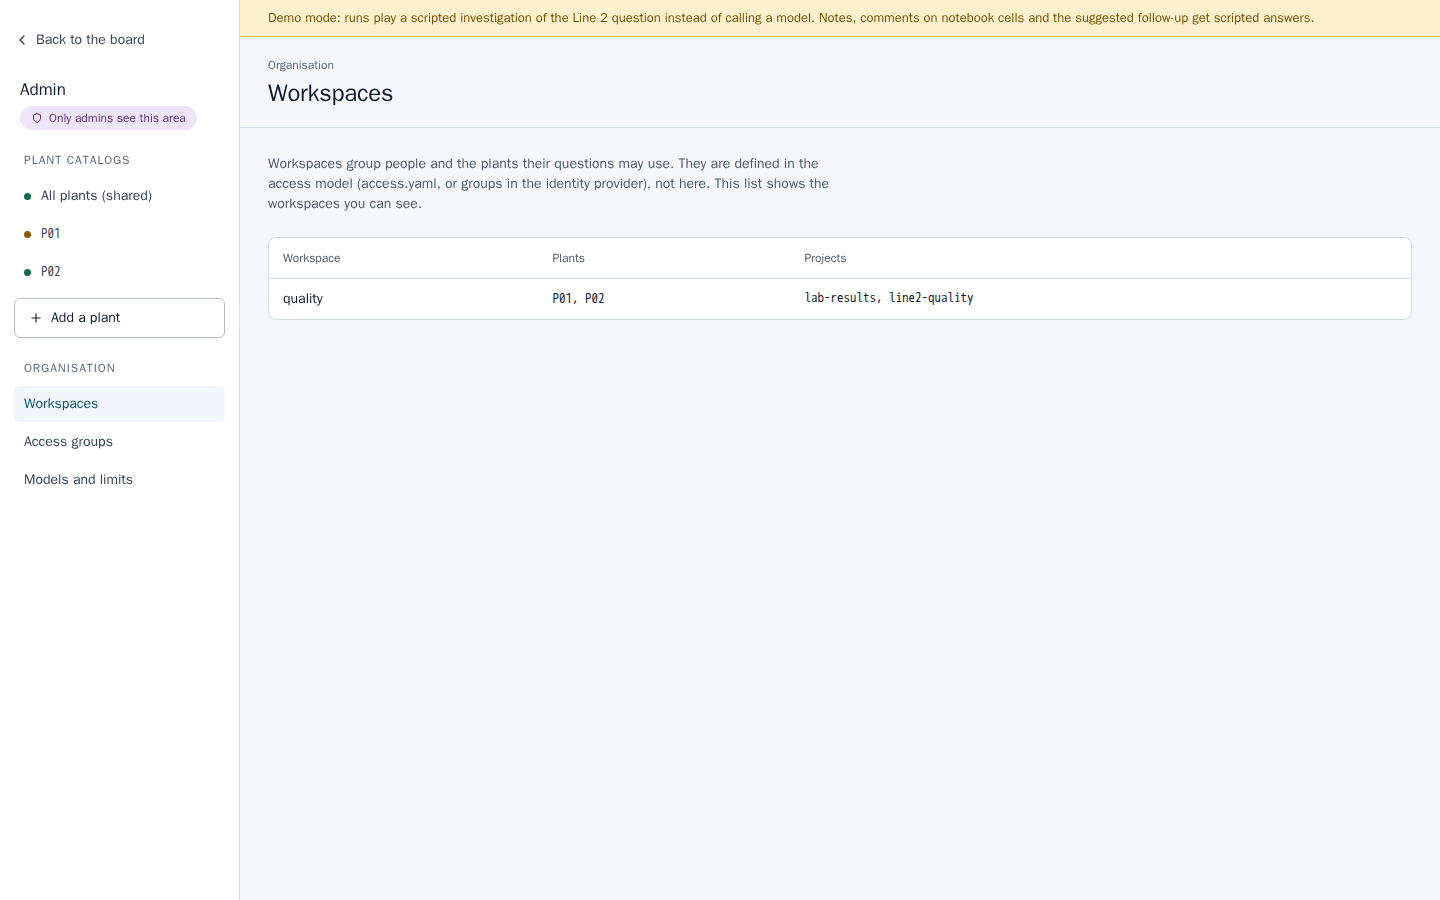 Demo mode: runs play a scripted investigation of the Line 2 question instead of calling a model. Notes, comments on notebook cells and the suggested follow-up get scripted answers.
Back to the board
Admin
Only admins see this area
PLANT CATALOGS
All plants (shared)
P01
P02
Add a plant
ORGANISATION
Workspaces
Access groups
Models and limits
Organisation
Workspaces
Workspaces group people and the plants their questions may use. They are defined in the
access model (access.yaml, or groups in the identity provider), not here. This list shows the
workspaces you can see.
Workspace Plants Projects
quality P01, P02 lab-results, line2-quality